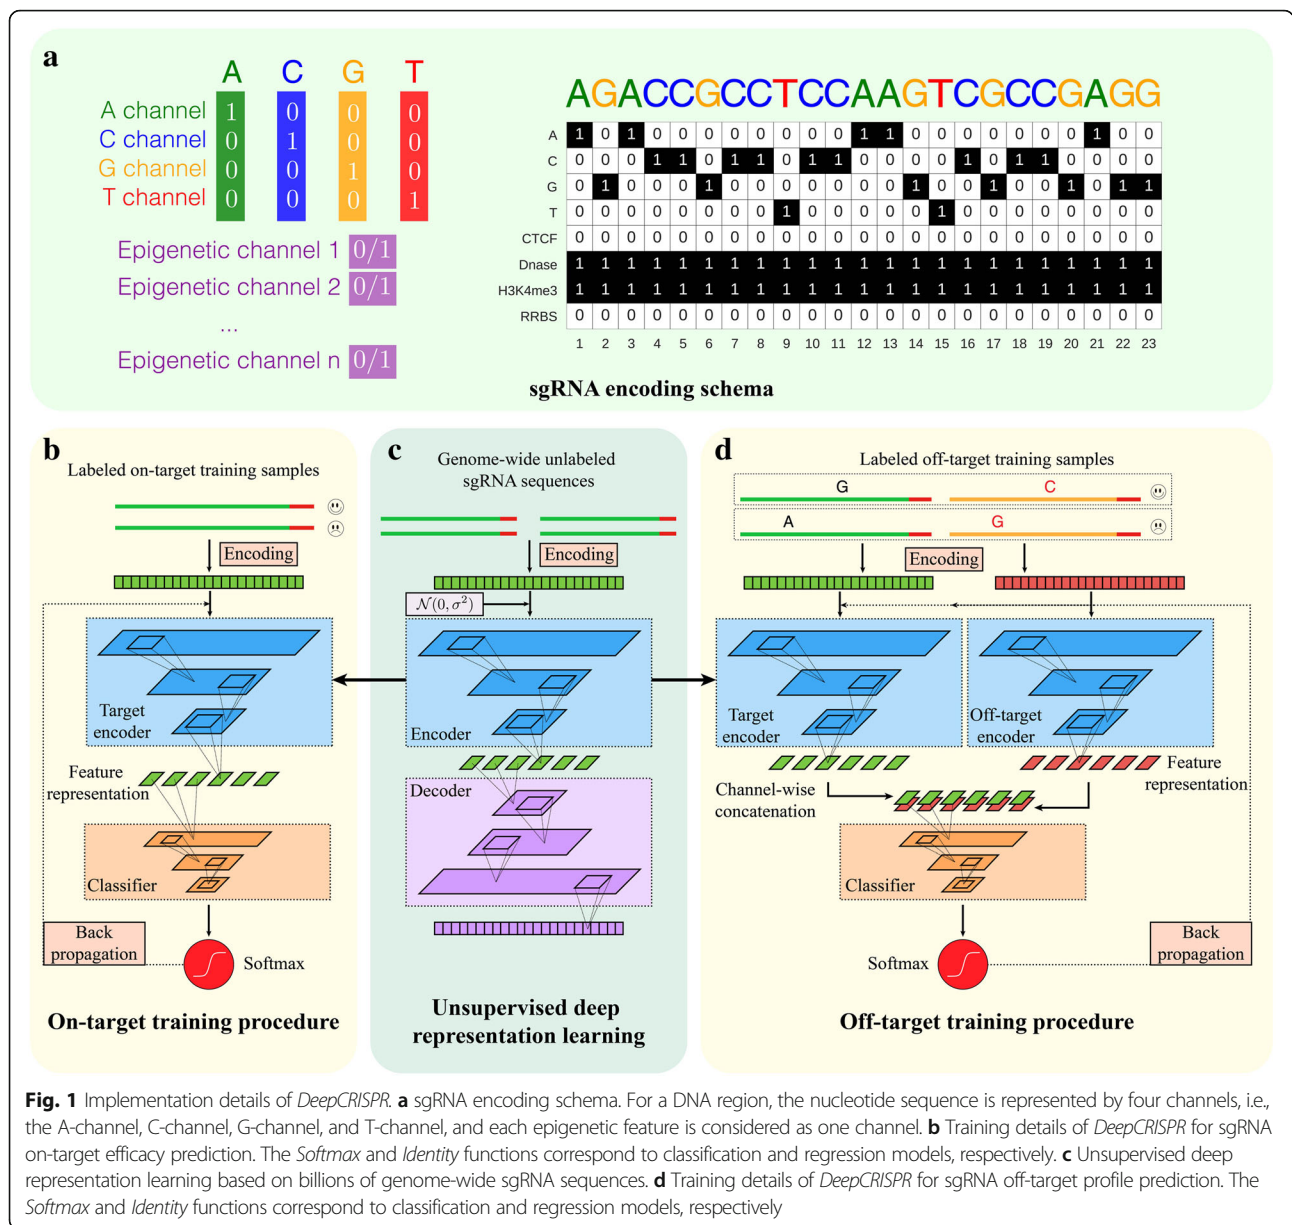 a
A C G T
A channel 1 0 0 0
C channel 0 1 0 0
G channel 0 0 1 0
T channel 0 0 0 1
Epigenetic channel 1 0/1
Epigenetic channel 2 0/1
...
Epigenetic channel n 0/1
AGACCGCCTCCAAGTCGCCGAGG
A 1 0 1 0 0 0 0 0 0 0 0 1 1 0 0 0 0 0 0 0 1 0 0
C 0 0 0 1 1 0 1 1 0 1 1 0 0 0 0 1 0 1 1 0 0 0 0
G 0 1 0 0 0 1 0 0 0 0 0 0 0 1 0 0 1 0 0 1 0 1 1
T 0 0 0 0 0 0 0 0 1 0 0 0 0 0 1 0 0 0 0 0 0 0 0
CTCF 0 0 0 0 0 0 0 0 0 0 0 0 0 0 0 0 0 0 0 0 0 0 0
Dnase 1 1 1 1 1 1 1 1 1 1 1 1 1 1 1 1 1 1 1 1 1 1 1
H3K4me3 1 1 1 1 1 1 1 1 1 1 1 1 1 1 1 1 1 1 1 1 1 1 1
RRBS 0 0 0 0 0 0 0 0 0 0 0 0 0 0 0 0 0 0 0 0 0 0 0
1 2 3 4 5 6 7 8 9 10 11 12 13 14 15 16 17 18 19 20 21 22 23
sgRNA encoding schema
b
Labeled on-target training samples
Encoding
Target
encoder
Feature
representation
Classifier
Back
propagation
Softmax
On-target training procedure
c
Genome-wide unlabeled
sgRNA sequences
Encoding
𝒩(0, σ²)
Encoder
Decoder
Unsupervised deep
representation learning
d
Labeled off-target training samples
G C
A G
Encoding
Target
encoder
Off-target
encoder
Channel-wise
concatenation
Feature
representation
Classifier
Softmax
Back
propagation
Off-target training procedure
Fig. 1 Implementation details of DeepCRISPR. a sgRNA encoding schema. For a DNA region, the nucleotide sequence is represented by four channels, i.e.,
the A-channel, C-channel, G-channel, and T-channel, and each epigenetic feature is considered as one channel. b Training details of DeepCRISPR for sgRNA
on-target efficacy prediction. The Softmax and Identity functions correspond to classification and regression models, respectively. c Unsupervised deep
representation learning based on billions of genome-wide sgRNA sequences. d Training details of DeepCRISPR for sgRNA off-target profile prediction. The
Softmax and Identity functions correspond to classification and regression models, respectively